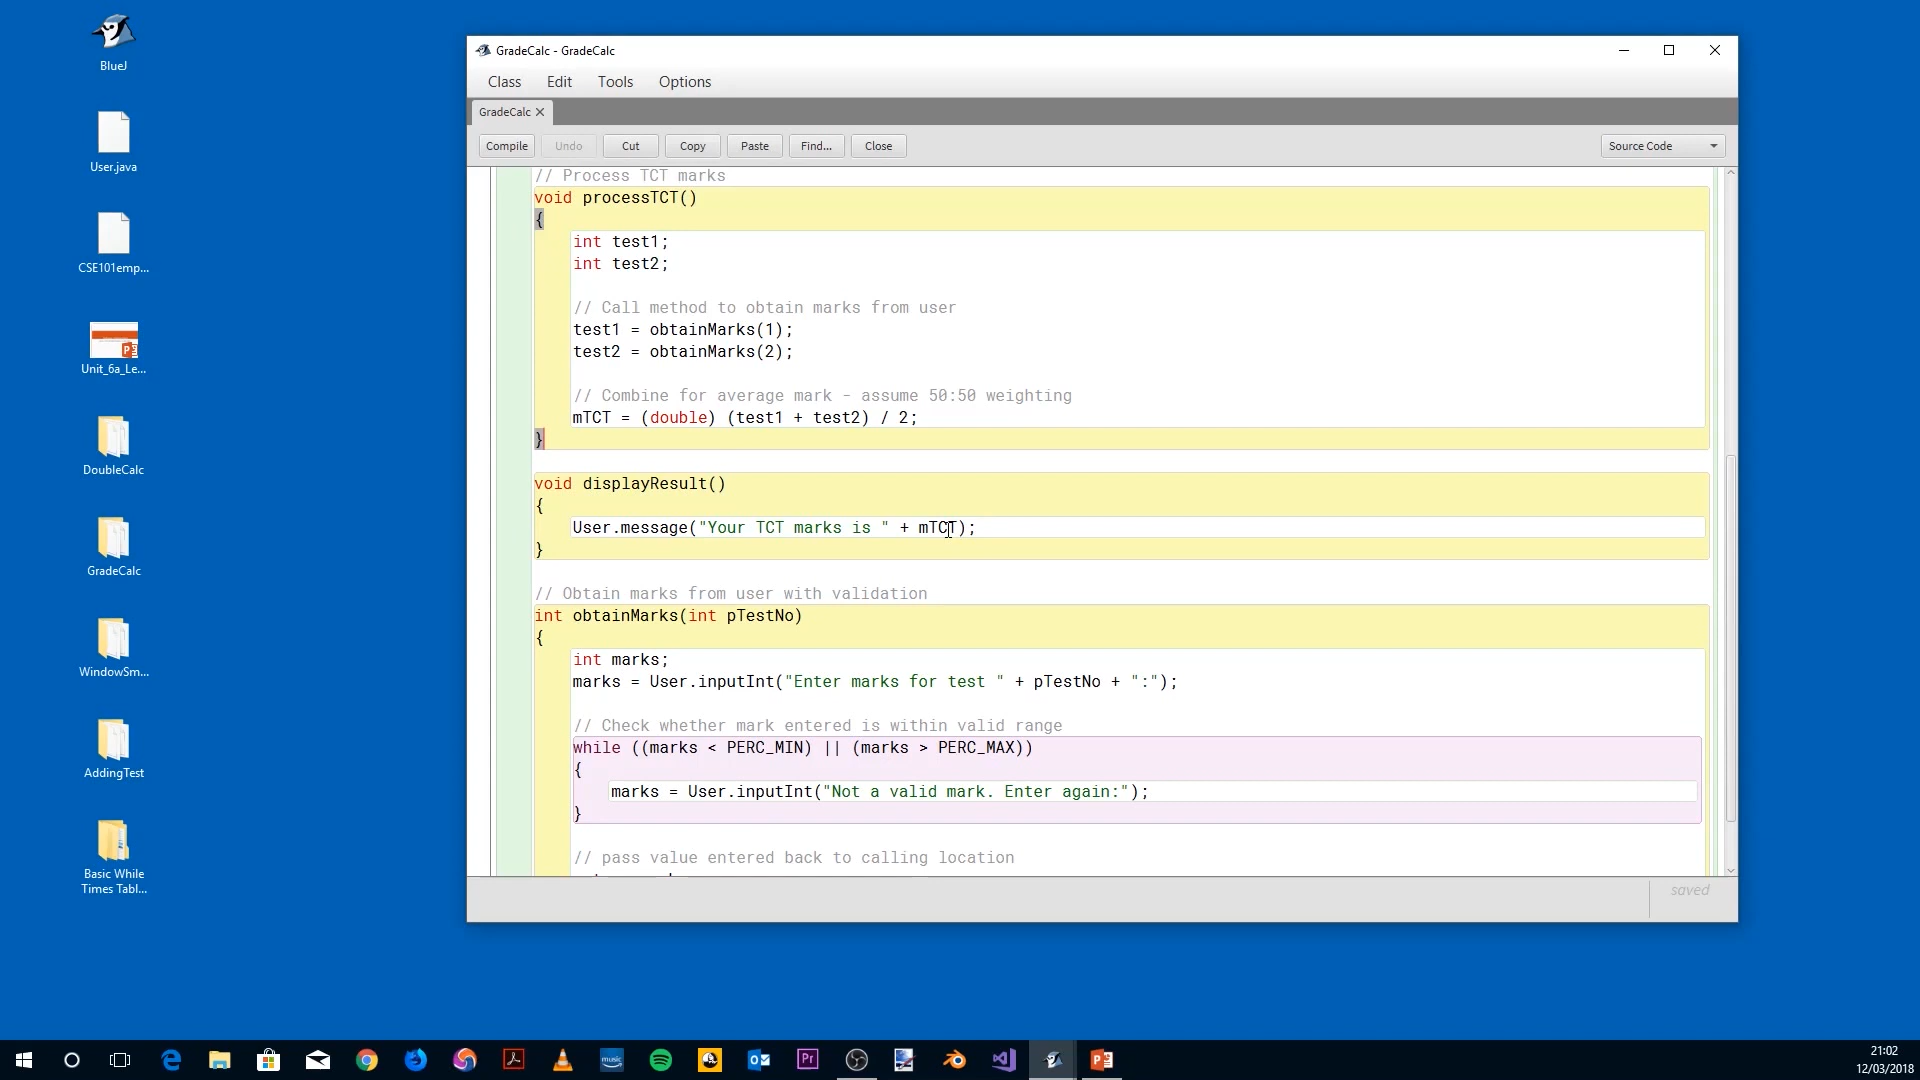 BlueJ
User.java
CSE101emp...
Unit_6a_Le...
DoubleCalc
GradeCalc
WindowSm...
AddingTest
Basic While
Times Tabl...
GradeCalc - GradeCalc
Class Edit Tools Options
GradeCalc
Compile Undo Cut Copy Paste Find... Close Source Code
// Process TCT marks
void processTCT()
{
int test1;
int test2;
// Call method to obtain marks from user
test1 = obtainMarks(1);
test2 = obtainMarks(2);
// Combine for average mark - assume 50:50 weighting
mTCT = (double) (test1 + test2) / 2;
}
void displayResult()
{
User.message("Your TCT marks is " + mTCT);
}
// Obtain marks from user with validation
int obtainMarks(int pTestNo)
{
int marks;
marks = User.inputInt("Enter marks for test " + pTestNo + ":");
// Check whether mark entered is within valid range
while ((marks < PERC_MIN) || (marks > PERC_MAX))
{
marks = User.inputInt("Not a valid mark. Enter again:");
}
// pass value entered back to calling location
saved
music
Pr
21:02
12/03/2018